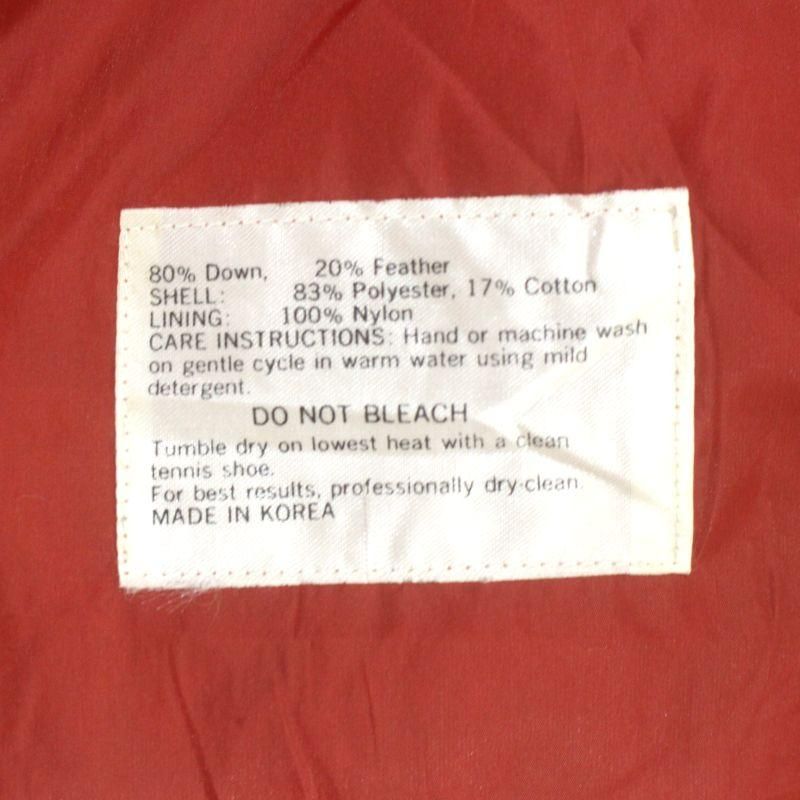 80% Down, 20% Feather
SHELL: 83% Polyester, 17% Cotton
LINING: 100% Nylon
CARE INSTRUCTIONS: Hand or machine wash
on gentle cycle in warm water using mild
detergent.
DO NOT BLEACH
Tumble dry on lowest heat with a clean
tennis shoe.
For best results, professionally dry-clean.
MADE IN KOREA